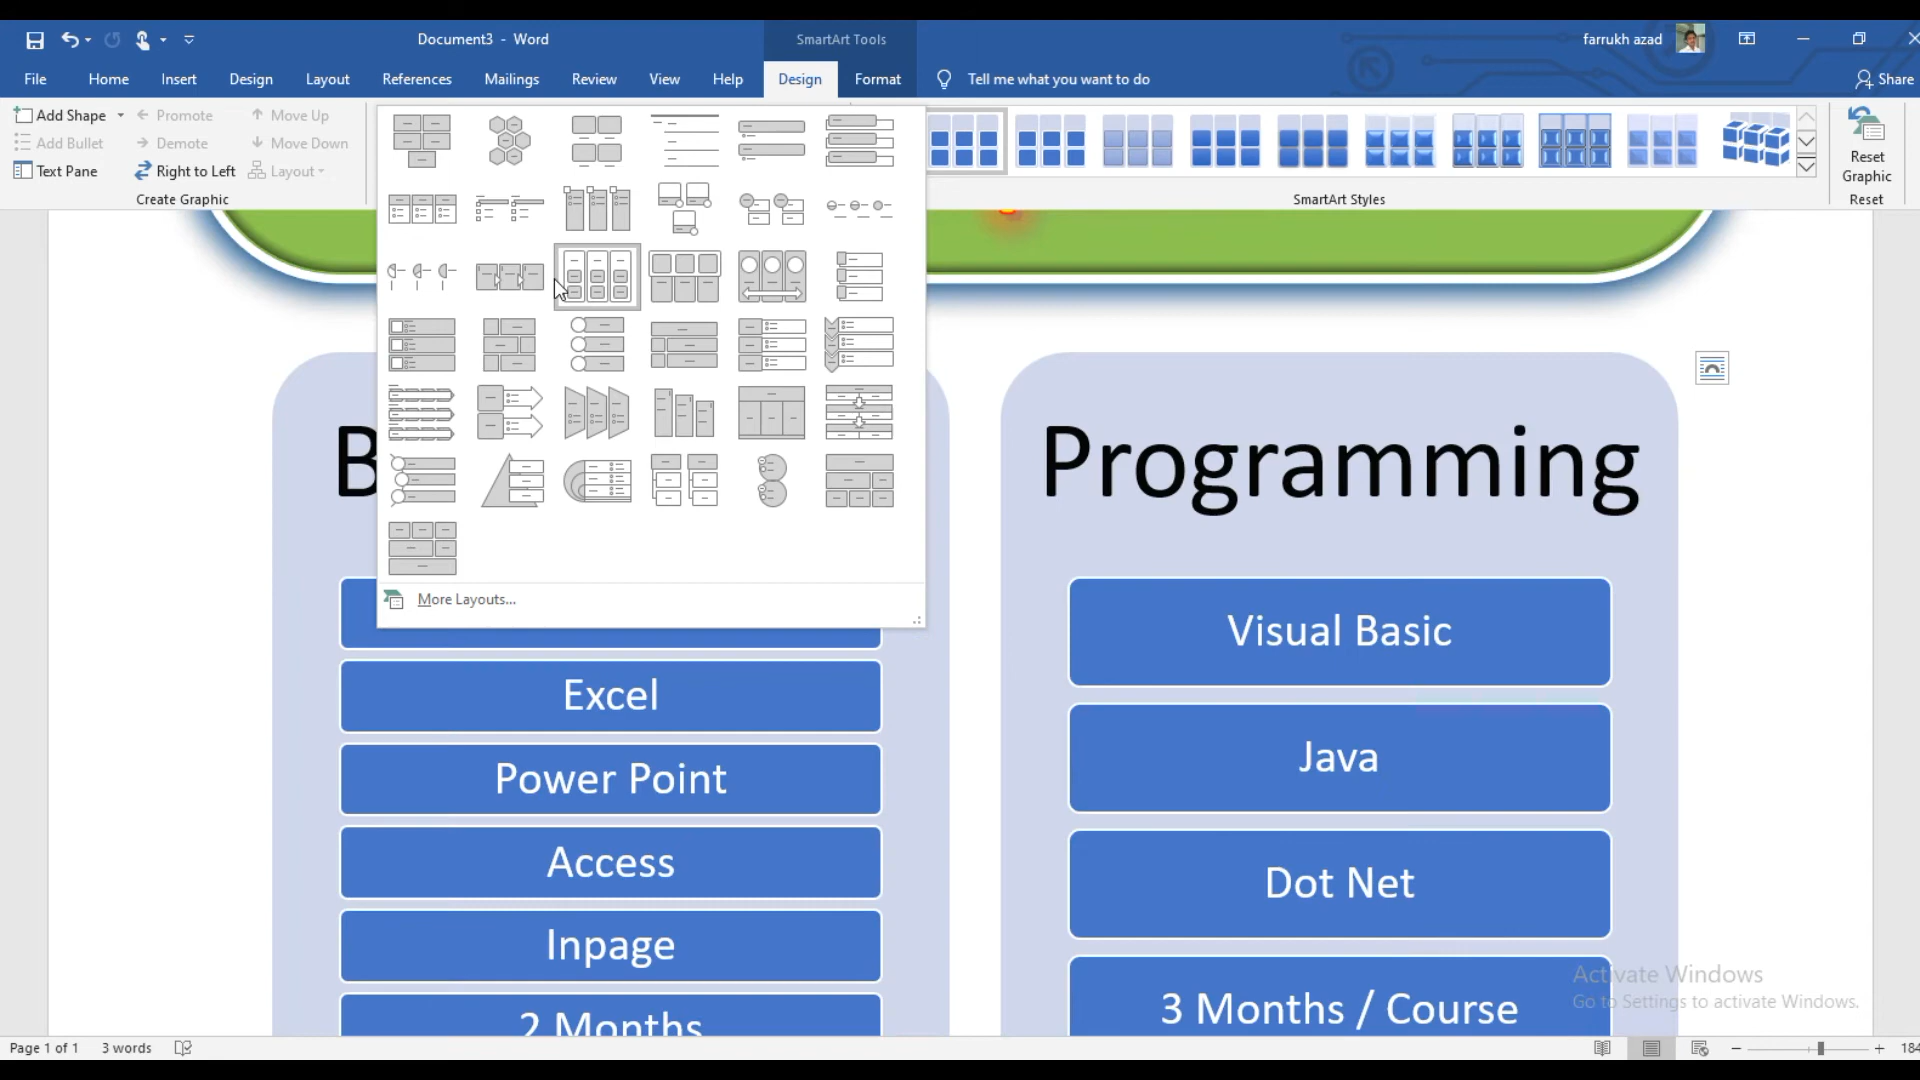 Document3 - Word
SmartArt Tools
farrukh azad
File
Home
Insert
Design
Layout
References
Mailings
Review
View
Help
Design
Format
Tell me what you want to do
Share
Add Shape
Promote
Move Up
Add Bullet
Demote
Move Down
Text Pane
Right to Left
Layout
Create Graphic
SmartArt Styles
Reset
Graphic
Reset
More Layouts...
B
Programming
Visual Basic
Excel
Java
Power Point
Access
Dot Net
Inpage
3 Months / Course
2 Months
Activate Windows
Go to Settings to activate Windows.
Page 1 of 1
3 words
184